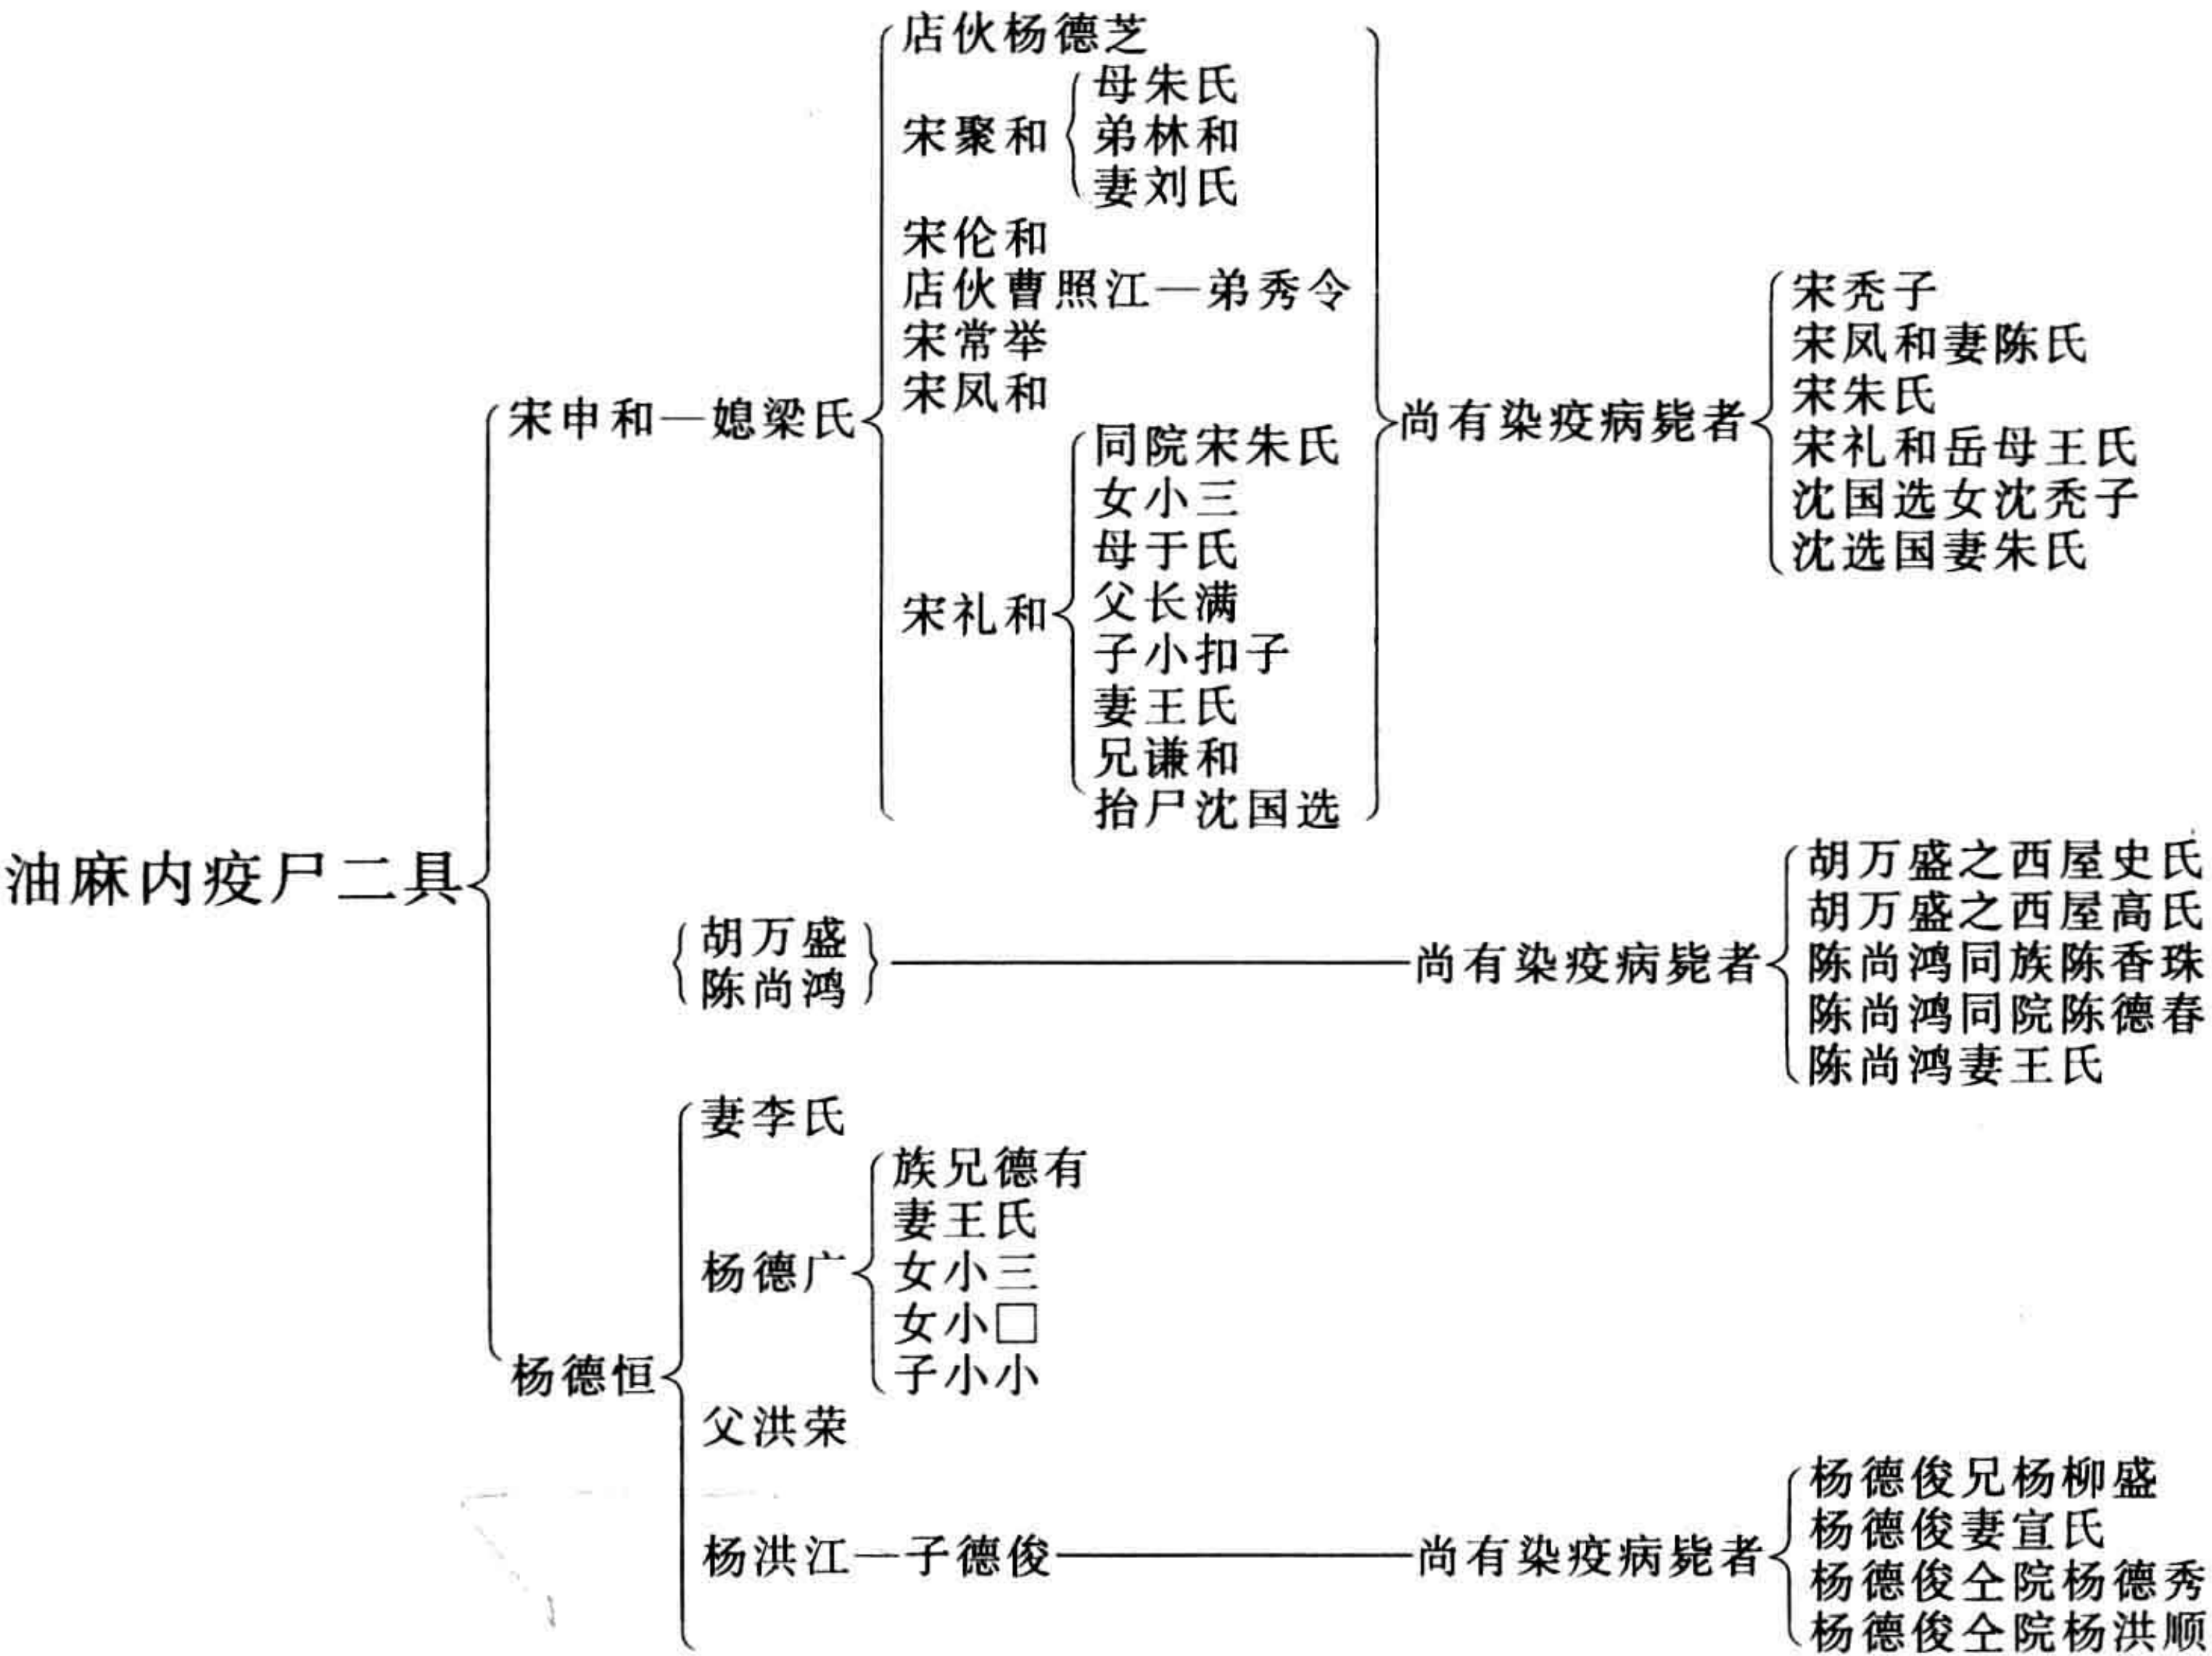 油麻内疫尸二具
宋申和—媳梁氏
店伙杨德芝
宋聚和
母朱氏
弟林和
妻刘氏
宋伦和
店伙曹照江—弟秀令
宋常举
宋凤和
宋礼和
同院宋朱氏
女小三
母于氏
父长满
子小扣子
妻王氏
兄谦和
抬尸沈国选
尚有染疫病毙者
宋秃子
宋凤和妻陈氏
宋朱氏
宋礼和岳母王氏
沈国选女沈秃子
沈选国妻朱氏
胡万盛
陈尚鸿
尚有染疫病毙者
胡万盛之西屋史氏
胡万盛之西屋高氏
陈尚鸿同族陈香珠
陈尚鸿同院陈德春
陈尚鸿妻王氏
杨德恒
妻李氏
杨德广
族兄德有
妻王氏
女小三
女小□
子小小
父洪荣
杨洪江—子德俊
尚有染疫病毙者
杨德俊兄杨柳盛
杨德俊妻宣氏
杨德俊仝院杨德秀
杨德俊仝院杨洪顺